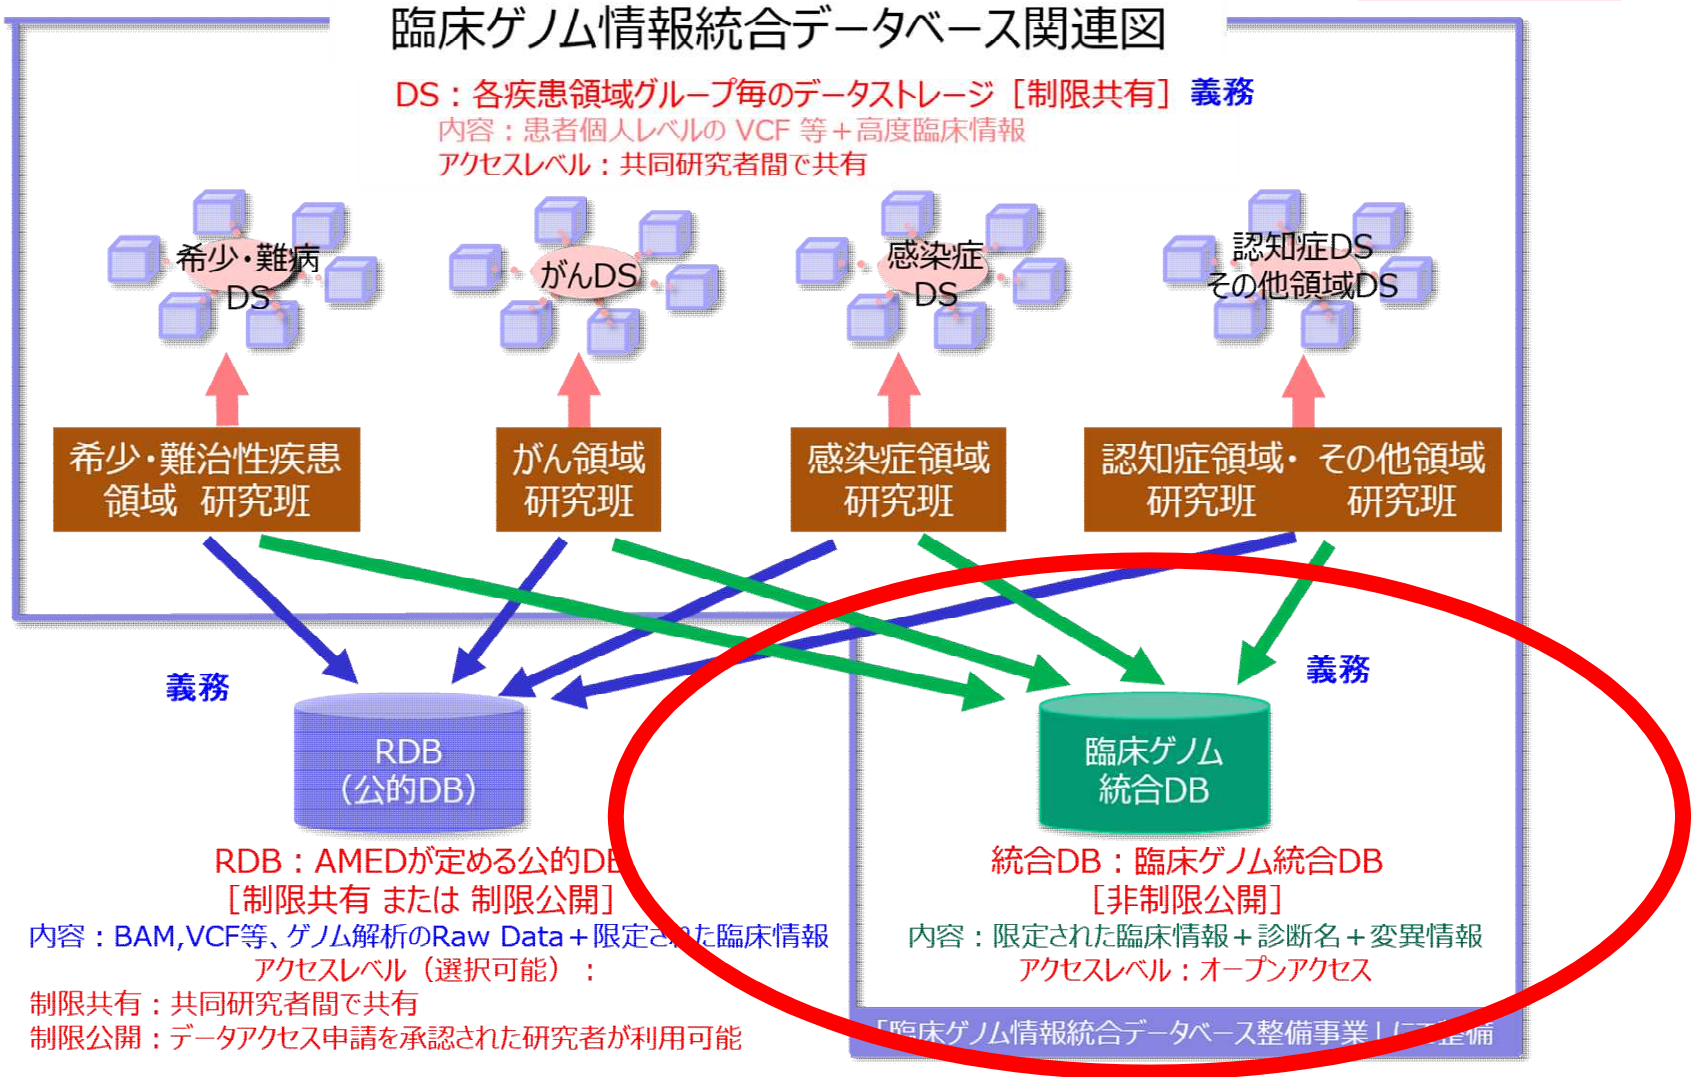 臨床ゲノム情報統合データベース関連図
DS：各疾患領域グループ毎のデータストレージ［制限共有］ 義務
内容：患者個人レベルの VCF 等＋高度臨床情報
アクセスレベル：共同研究者間で共有
希少・難病
DS
がんDS
感染症
DS
認知症DS
その他領域DS
希少・難治性疾患
領域 研究班
がん領域
研究班
感染症領域
研究班
認知症領域・ その他領域
研究班 研究班
義務
義務
RDB
（公的DB）
臨床ゲノム
統合DB
RDB：AMEDが定める公的DB
［制限共有 または 制限公開］
内容：BAM,VCF等、ゲノム解析のRaw Data＋限定された臨床情報
アクセスレベル（選択可能）：
制限共有：共同研究者間で共有
制限公開：データアクセス申請を承認された研究者が利用可能
統合DB：臨床ゲノム統合DB
［非制限公開］
内容：限定された臨床情報＋診断名＋変異情報
アクセスレベル：オープンアクセス
「臨床ゲノム情報統合データベース整備事業」にて整備